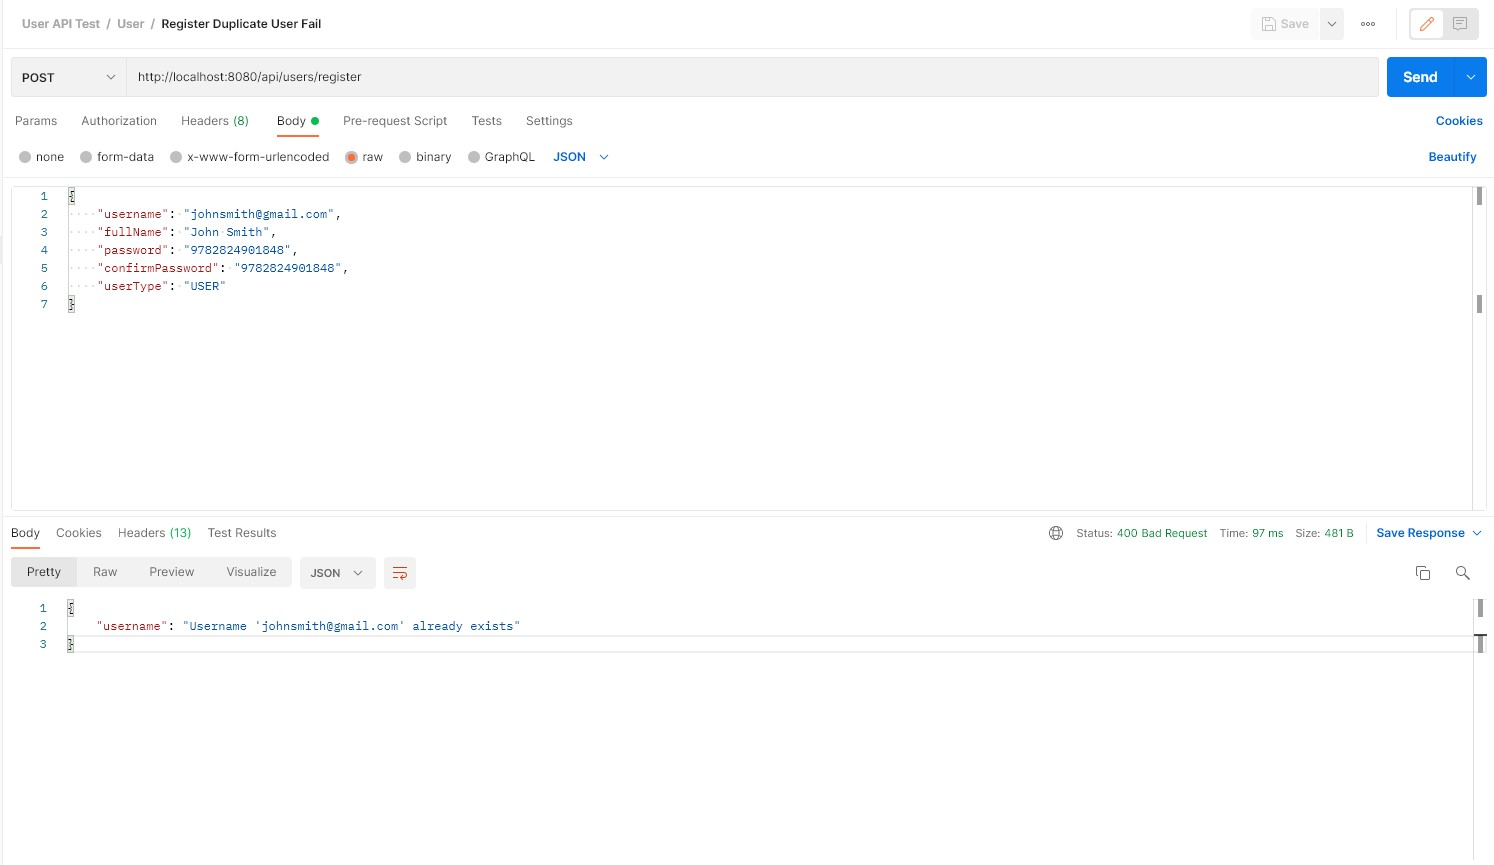 User API Test / User / Register Duplicate User Fail
Save
POST http://localhost:8080/api/users/register Send
Params Authorization Headers (8) Body Pre-request Script Tests Settings Cookies
none form-data x-www-form-urlencoded raw binary GraphQL JSON Beautify
1 {
2 "username": "johnsmith@gmail.com",
3 "fullName": "John Smith",
4 "password": "9782824901848",
5 "confirmPassword": "9782824901848",
6 "userType": "USER"
7 }
Body Cookies Headers (13) Test Results Status: 400 Bad Request Time: 97 ms Size: 481 B Save Response
Pretty Raw Preview Visualize JSON
1 {
2 "username": "Username 'johnsmith@gmail.com' already exists"
3 }